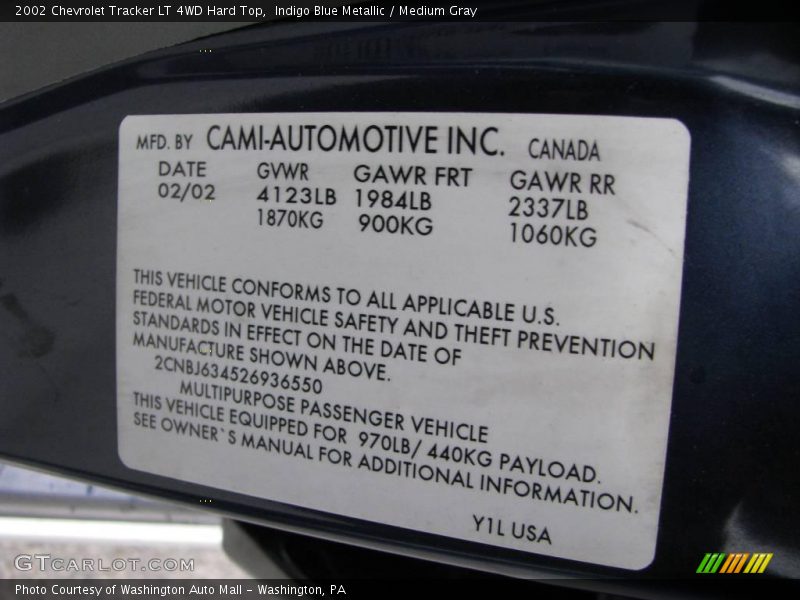 2002 Chevrolet Tracker LT 4WD Hard Top, Indigo Blue Metallic / Medium Gray
MFD. BY CAMI-AUTOMOTIVE INC. CANADA
DATE GVWR GAWR FRT GAWR RR
02/02 4123LB 1984LB 2337LB
1870KG 900KG 1060KG
THIS VEHICLE CONFORMS TO ALL APPLICABLE U.S.
FEDERAL MOTOR VEHICLE SAFETY AND THEFT PREVENTION
STANDARDS IN EFFECT ON THE DATE OF
MANUFACTURE SHOWN ABOVE.
2CNBJ634526936550
MULTIPURPOSE PASSENGER VEHICLE
THIS VEHICLE EQUIPPED FOR 970LB/ 440KG PAYLOAD.
SEE OWNER`S MANUAL FOR ADDITIONAL INFORMATION.
Y1L USA
GTCARLOT.COM
Photo Courtesy of Washington Auto Mall - Washington, PA